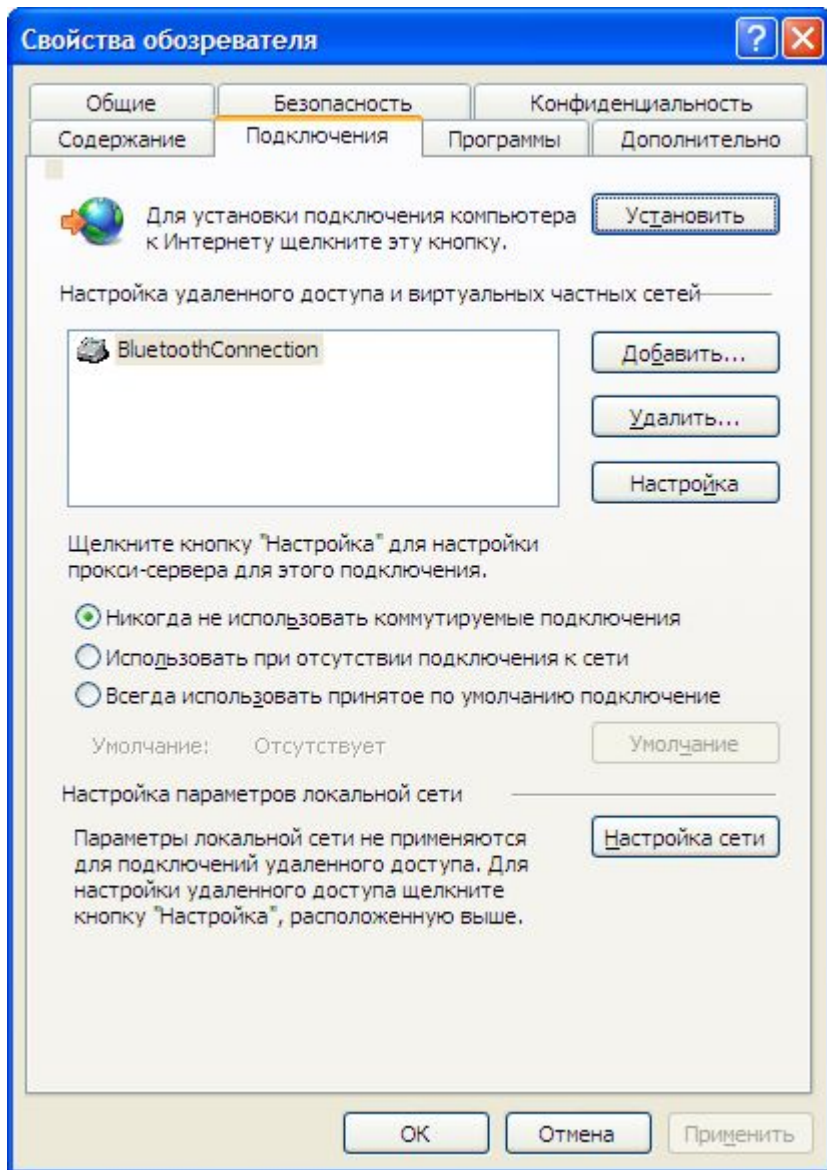 Свойства обозревателя
Общие
Безопасность
Конфиденциальность
Содержание
Подключения
Программы
Дополнительно
Для установки подключения компьютера
к Интернету щелкните эту кнопку.
Установить
Настройка удаленного доступа и виртуальных частных сетей
BluetoothConnection
Добавить...
Удалить...
Настройка
Щелкните кнопку "Настройка" для настройки
прокси-сервера для этого подключения.
Никогда не использовать коммутируемые подключения
Использовать при отсутствии подключения к сети
Всегда использовать принятое по умолчанию подключение
Умолчание: Отсутствует
Умолчание
Настройка параметров локальной сети
Параметры локальной сети не применяются
для подключений удаленного доступа. Для
настройки удаленного доступа щелкните
кнопку "Настройка", расположенную выше.
Настройка сети
ОК
Отмена
Применить